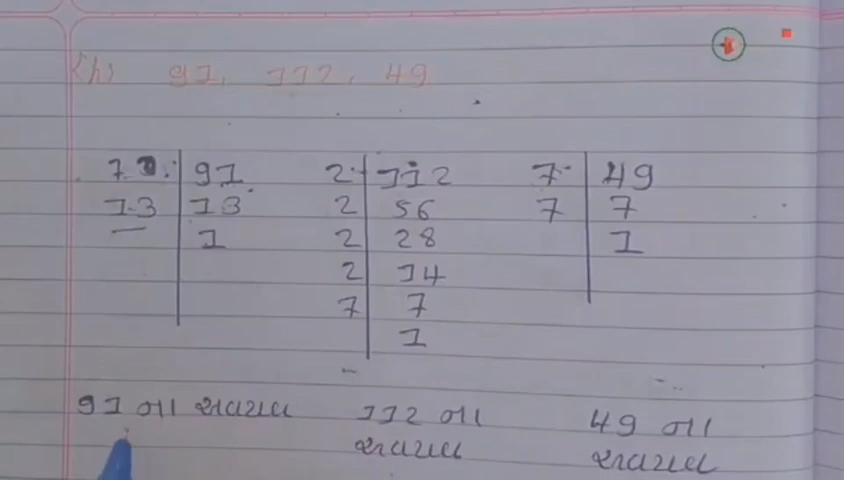 (h) 91, 112, 49
7 91 2 112 7 49
13 13 2 56 7 7
1 2 28 1
2 14
7 7
1
91 ના અવયવ 112 ના 49 ના
અવયવ અવયવ